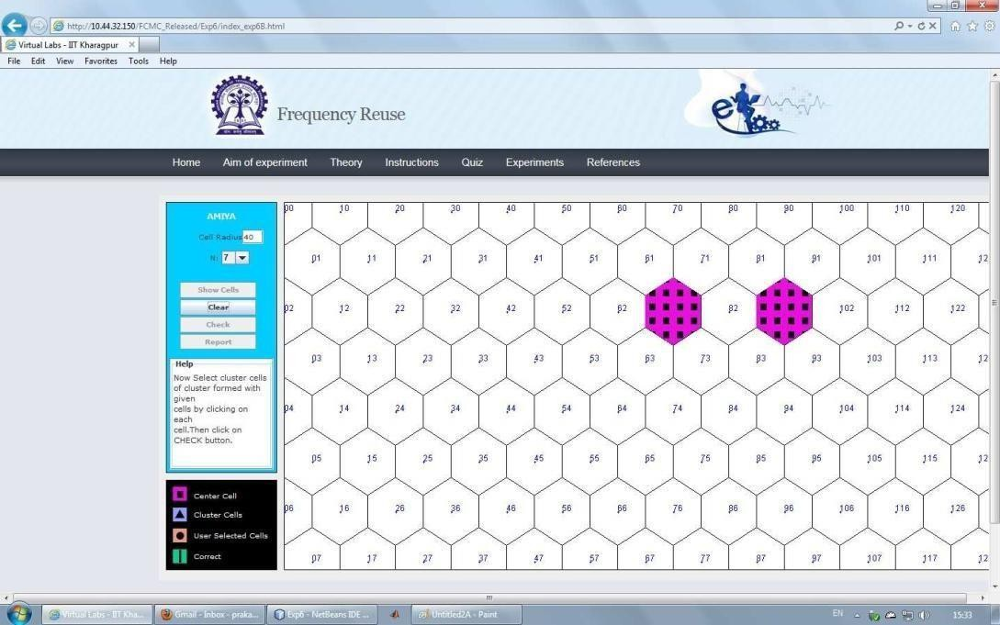 http://10.44.32.150/FCMC_Released/Exp6/index_exp6B.html
Virtual Labs - IIT Kharagpur
File Edit View Favorites Tools Help
Frequency Reuse
Home Aim of experiment Theory Instructions Quiz Experiments References
AMIYA
Cell Radius 40
N: 7
Show Cells
Clear
Check
Report
Help
Now Select cluster cells
of cluster formed with
given
cells by clicking on
each
cell.Then click on
CHECK button.
Center Cell
Cluster Cells
User Selected Cells
Correct
00 10 20 30 40 50 60 70 80 90 100 110 120
01 11 21 31 41 51 61 71 81 91 101 111 12
02 12 22 32 42 52 62 82 102 112 122
03 13 23 33 43 53 63 73 83 93 103 113 12
04 14 24 34 44 54 64 74 84 94 104 114 124
05 15 25 35 45 55 65 75 85 95 105 115 12
06 16 26 36 46 56 66 76 86 96 106 116 126
07 17 27 37 47 57 67 77 87 97 107 117 12
Virtual Labs - IIT Kha... Gmail - Inbox - praka... Exp6 - NetBeans IDE ... Untitled2A - Paint EN 15:33